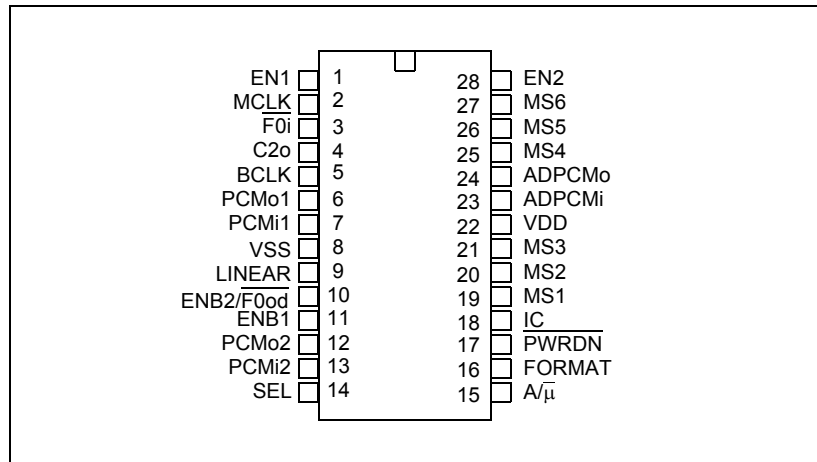 EN1 1 28 EN2
MCLK 2 27 MS6
F0i 3 26 MS5
C2o 4 25 MS4
BCLK 5 24 ADPCMo
PCMo1 6 23 ADPCMi
PCMi1 7 22 VDD
VSS 8 21 MS3
LINEAR 9 20 MS2
ENB2/F0od 10 19 MS1
ENB1 11 18 IC
PCMo2 12 17 PWRDN
PCMi2 13 16 FORMAT
SEL 14 15 A/μ